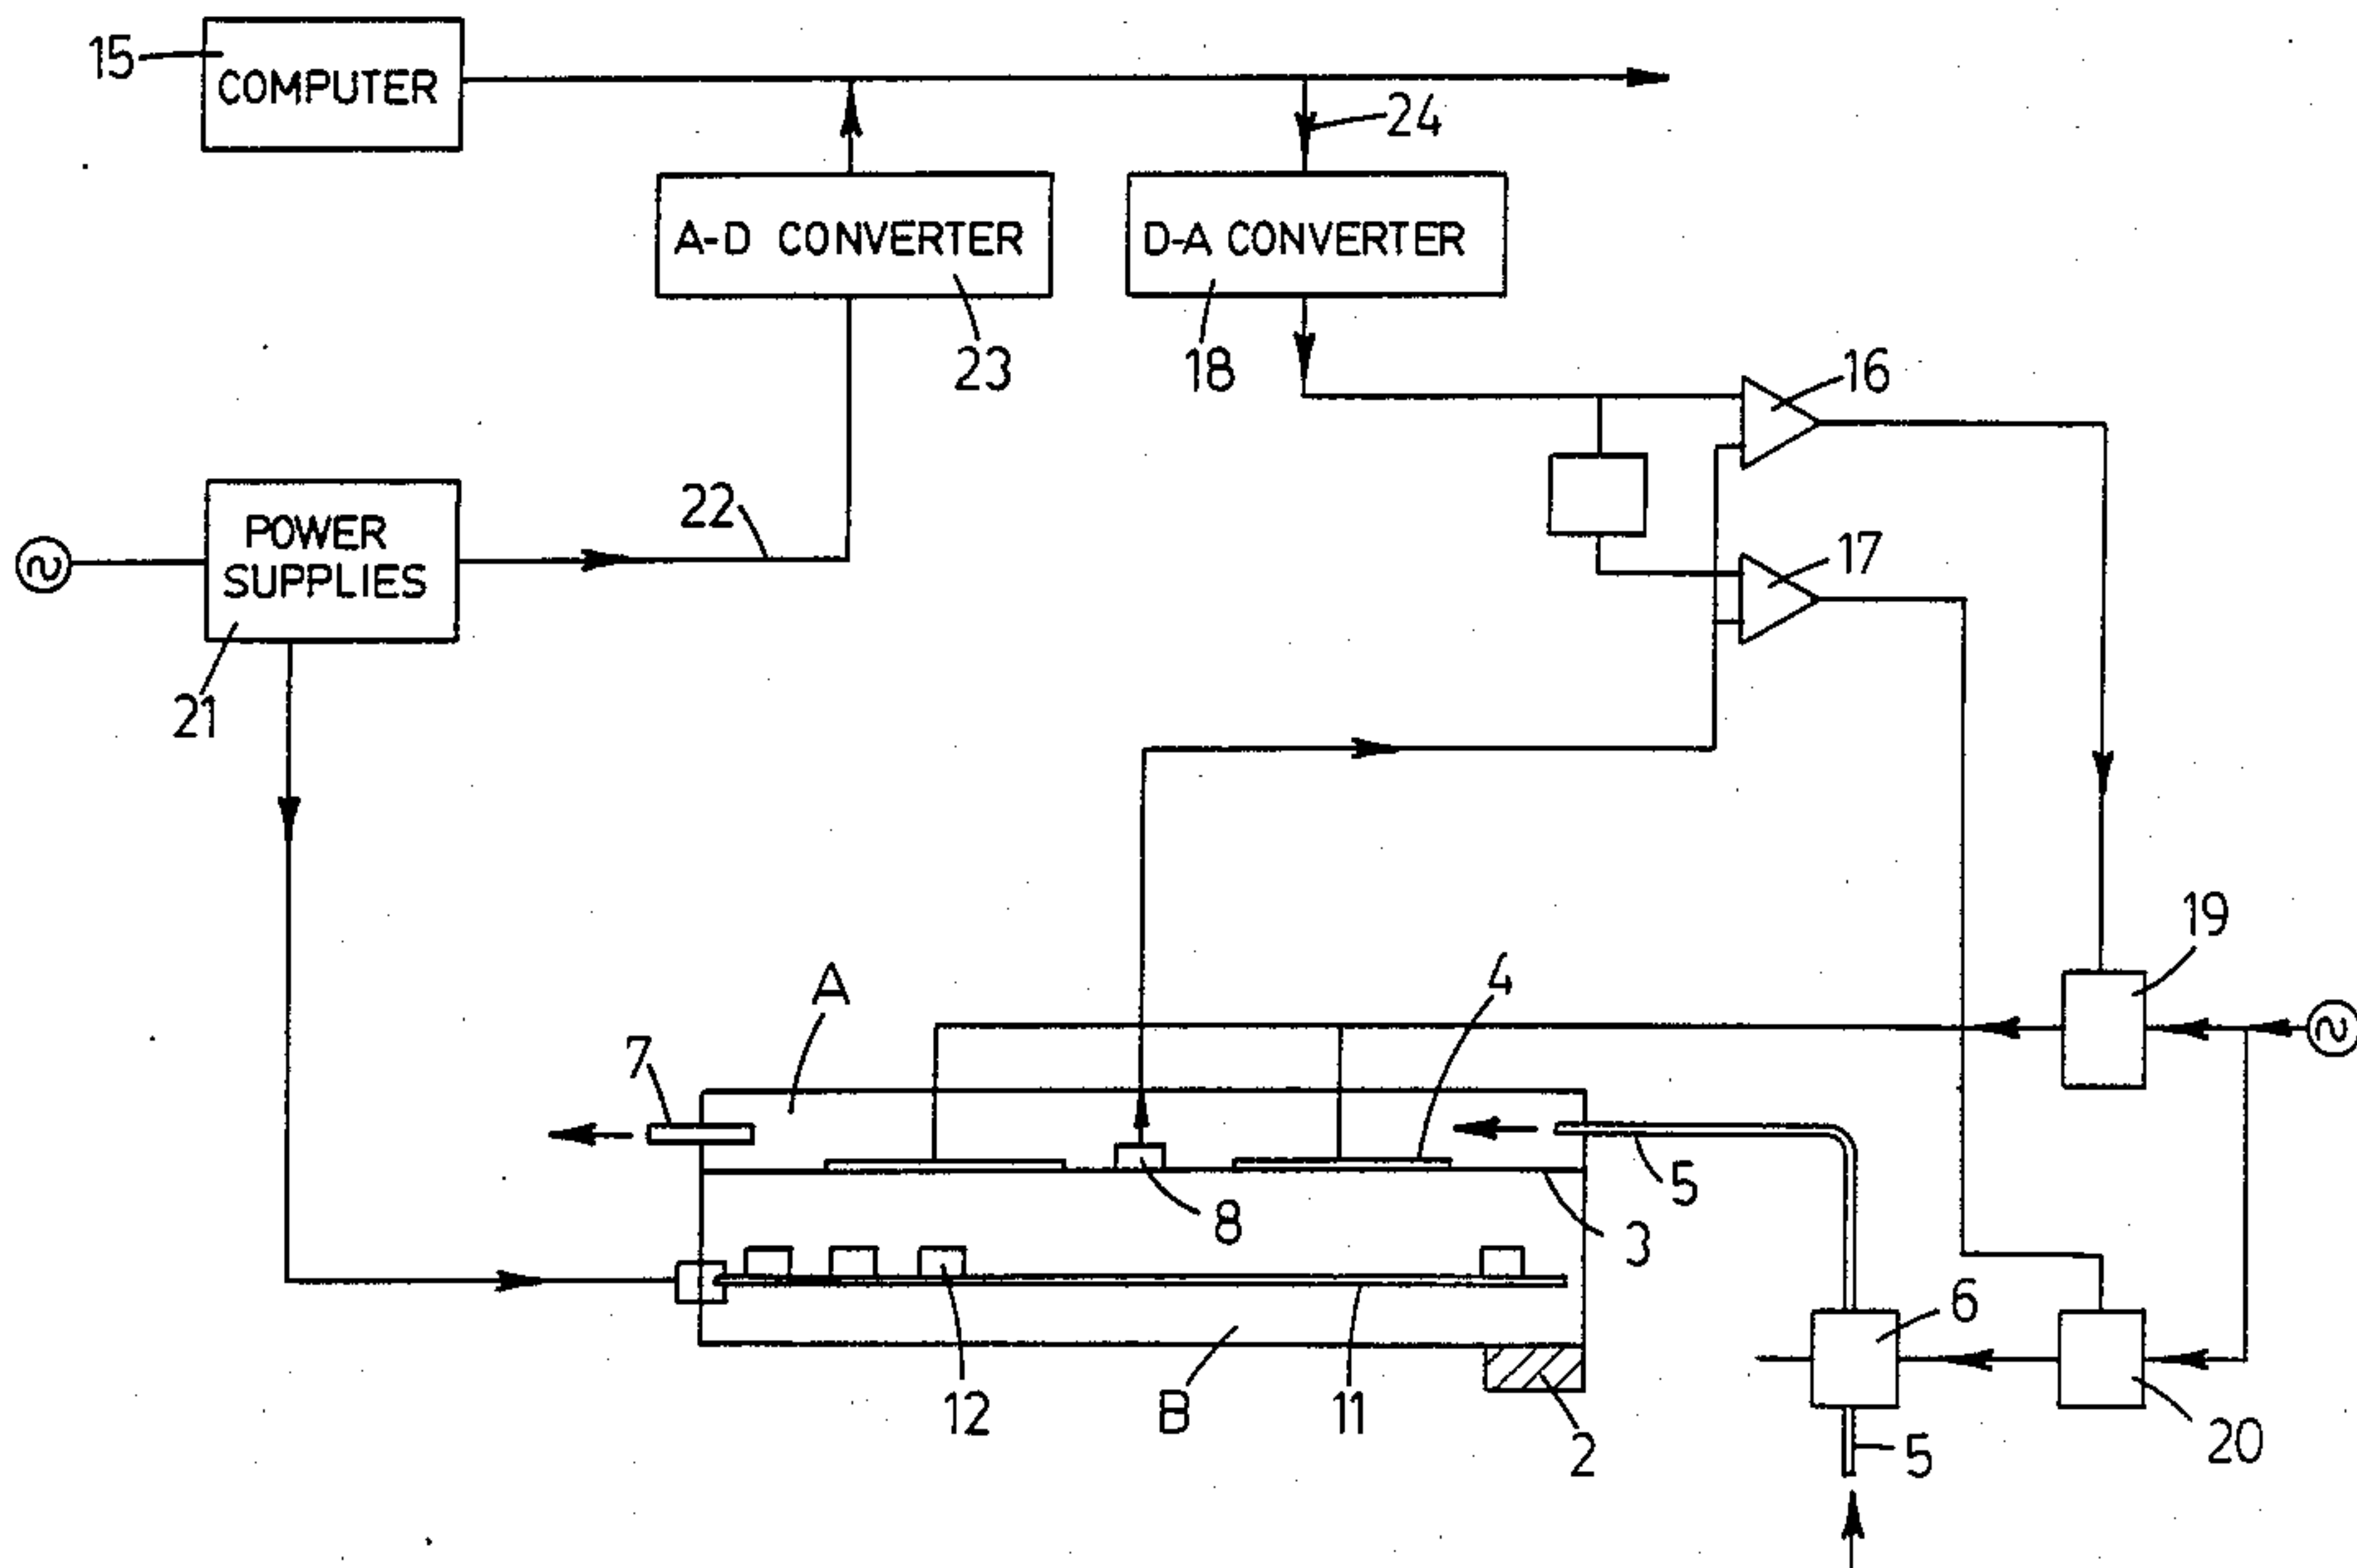 15
COMPUTER
24
A-D CONVERTER
D-A CONVERTER
23
18
16
22
POWER
SUPPLIES
17
21
19
A
4
7
5
8
3
6
12
B
11
2
5
20